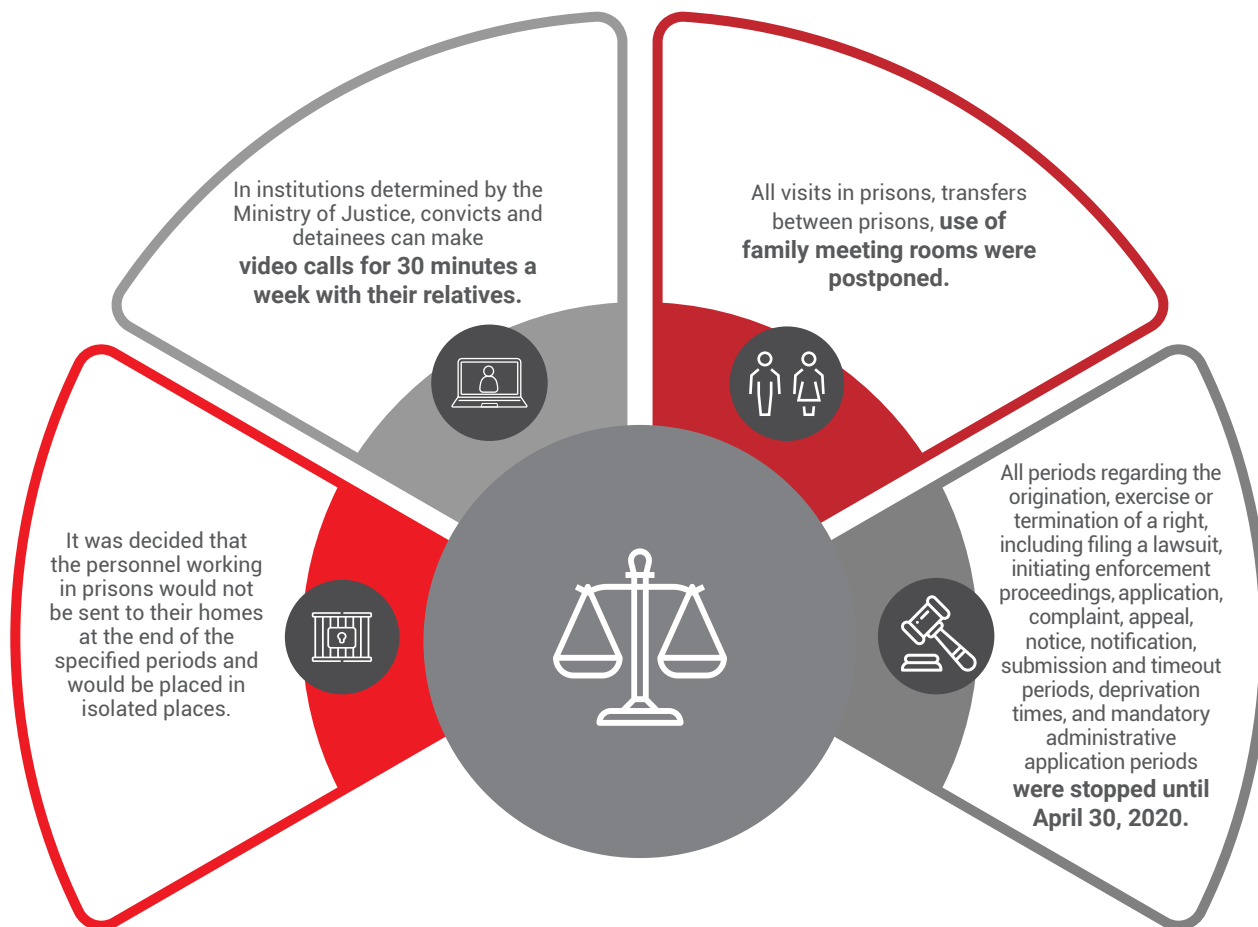 In institutions determined by the
Ministry of Justice, convicts and
detainees can make
video calls for 30 minutes a
week with their relatives.
All visits in prisons, transfers
between prisons, use of
family meeting rooms were
postponed.
It was decided that
the personnel working
in prisons would not
be sent to their homes
at the end of the
specified periods and
would be placed in
isolated places.
All periods regarding the
origination, exercise or
termination of a right,
including filing a lawsuit,
initiating enforcement
proceedings, application,
complaint, appeal,
notice, notification,
submission and timeout
periods, deprivation
times, and mandatory
administrative
application periods
were stopped until
April 30, 2020.